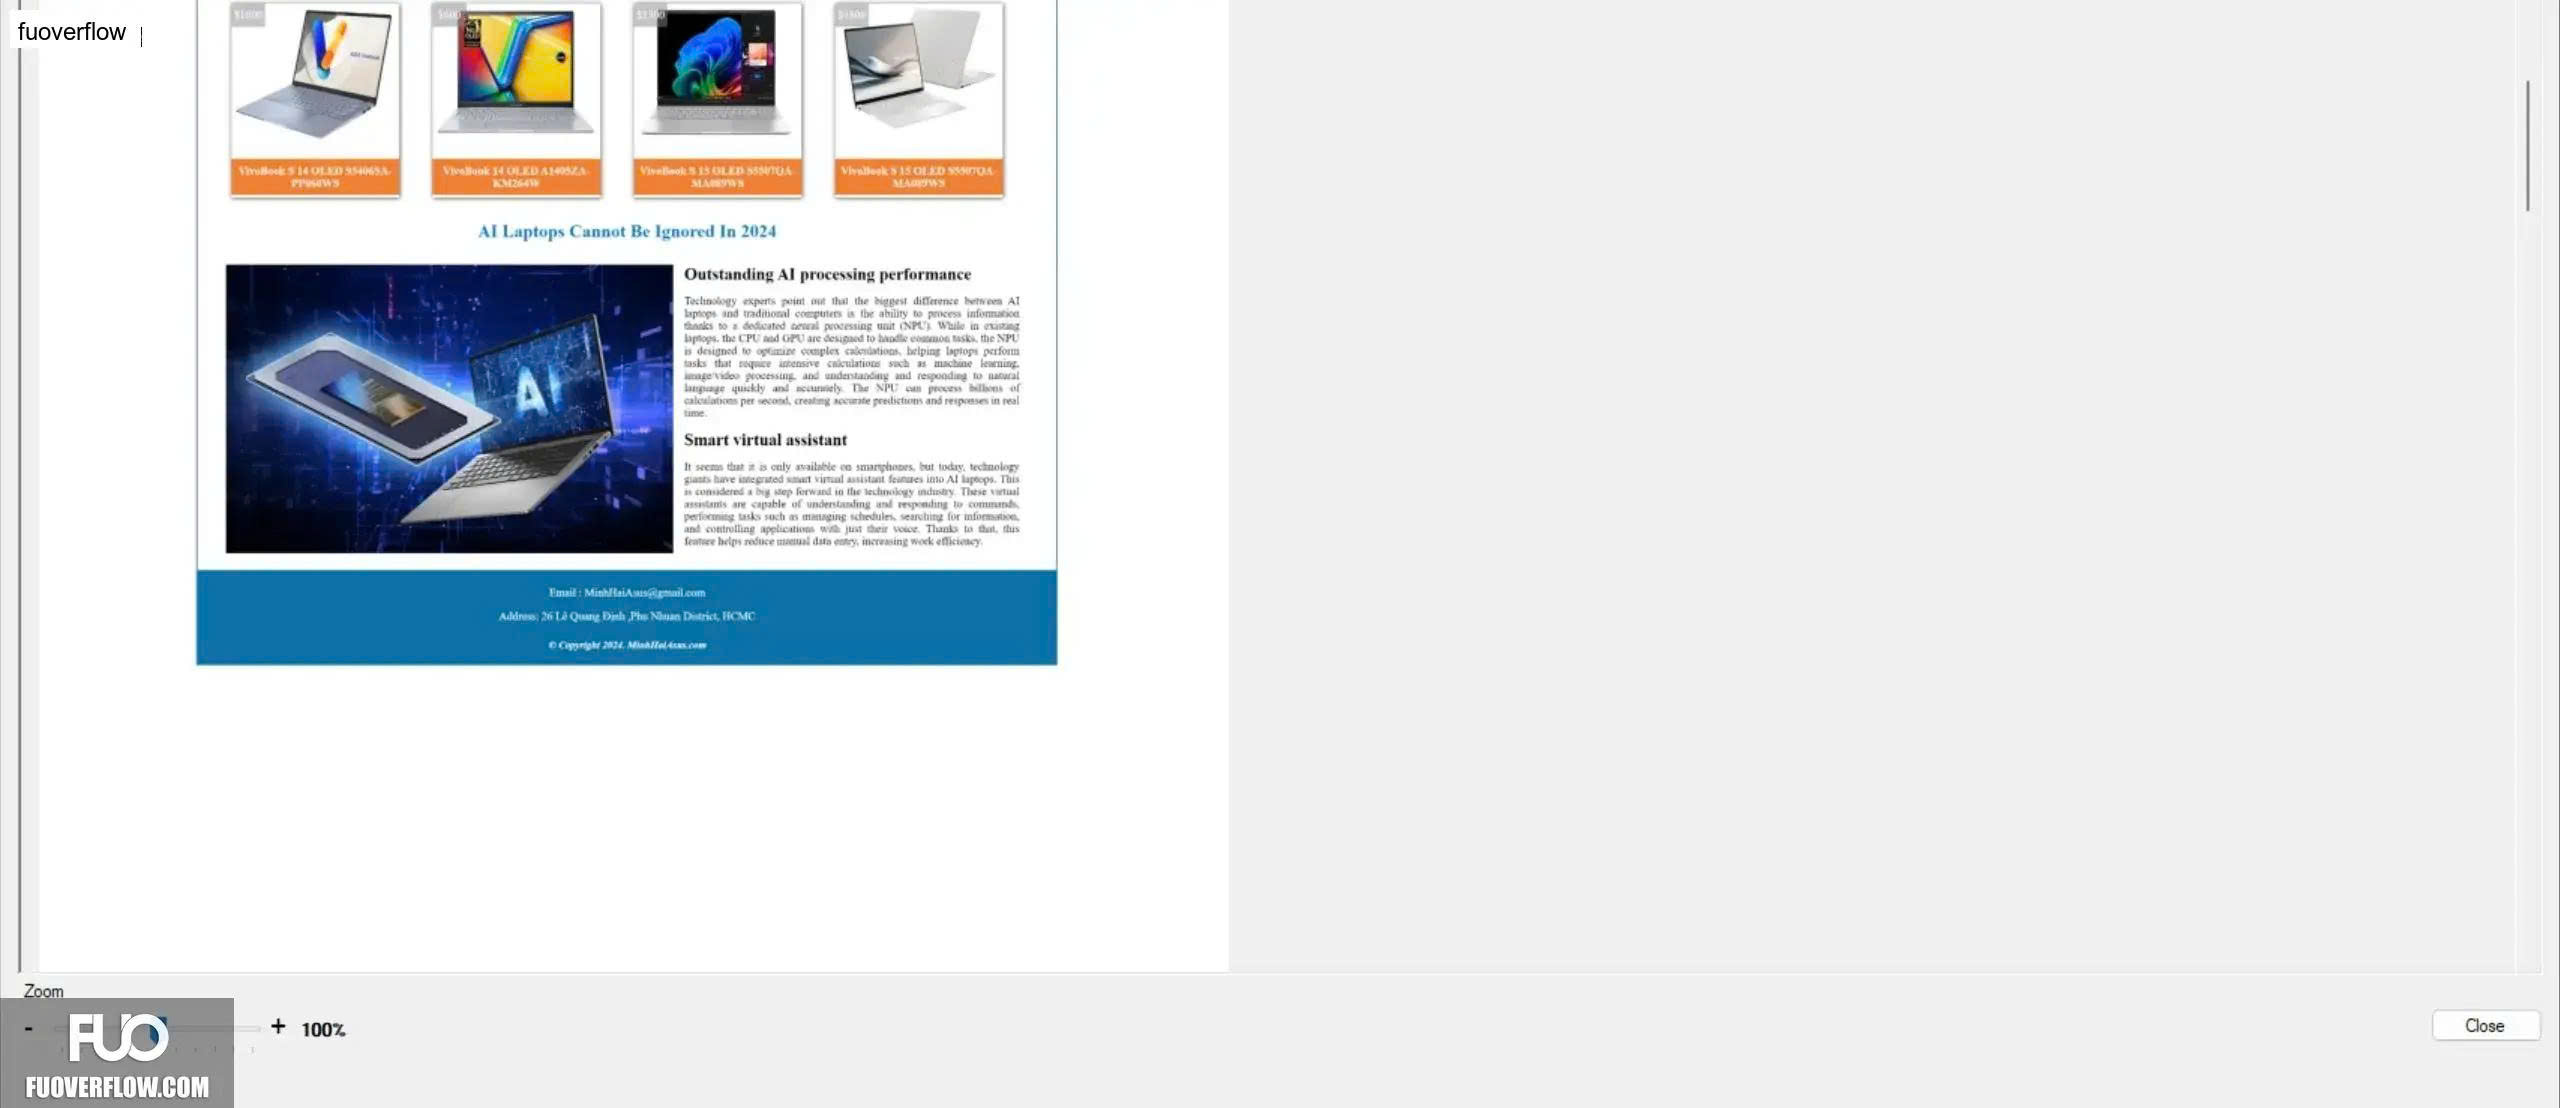 fuoverflow
$1600 $600 $1300 $1800
VivoBook S 14 OLED S5406SA-PP060WS
VivoBook 14 OLED A1405ZA-KM264W
VivoBook S 15 OLED S5507QA-MA089WS
VivoBook S 15 OLED S5507QA-MA089WS
AI Laptops Cannot Be Ignored In 2024
AI
Outstanding AI processing performance
Technology experts point out that the biggest difference between AI
laptops and traditional computers is the ability to process information
thanks to a dedicated neural processing unit (NPU). While in existing
laptops, the CPU and GPU are designed to handle common tasks, the NPU
is designed to optimize complex calculations, helping laptops perform
tasks that require intensive calculations such as machine learning,
image/video processing, and understanding and responding to natural
language quickly and accurately. The NPU can process billions of
calculations per second, creating accurate predictions and responses in real
time.
Smart virtual assistant
It seems that it is only available on smartphones, but today, technology
giants have integrated smart virtual assistant features into AI laptops. This
is considered a big step forward in the technology industry. These virtual
assistants are capable of understanding and responding to commands,
performing tasks such as managing schedules, searching for information,
and controlling applications with just their voice. Thanks to that, this
feature helps reduce manual data entry, increasing work efficiency.
Email : MinhHaiAsus@gmail.com
Address: 26 Lê Quang Định ,Phu Nhuan District, HCMC
© Copyright 2024. MinhHaiAsus.com
Zoom
- + 100%
Close
FUO
FUOVERFLOW.COM